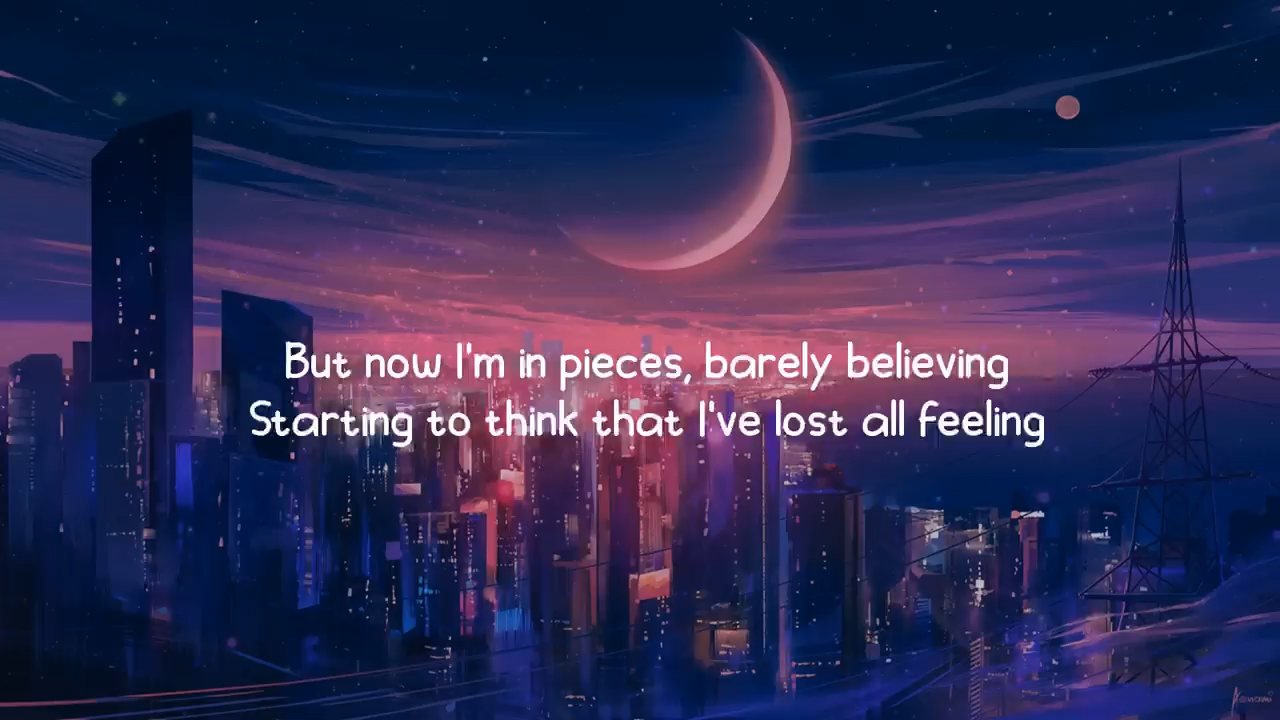 But now I'm in pieces, barely believing
Starting to think that I've lost all feeling